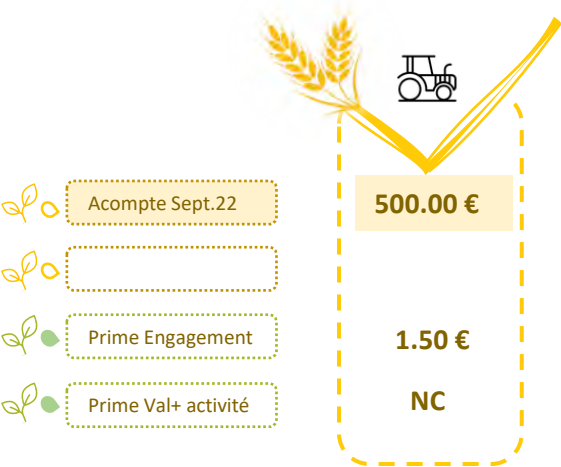 Acompte Sept.22
500.00 €
Prime Engagement
1.50 €
Prime Val+ activité
NC